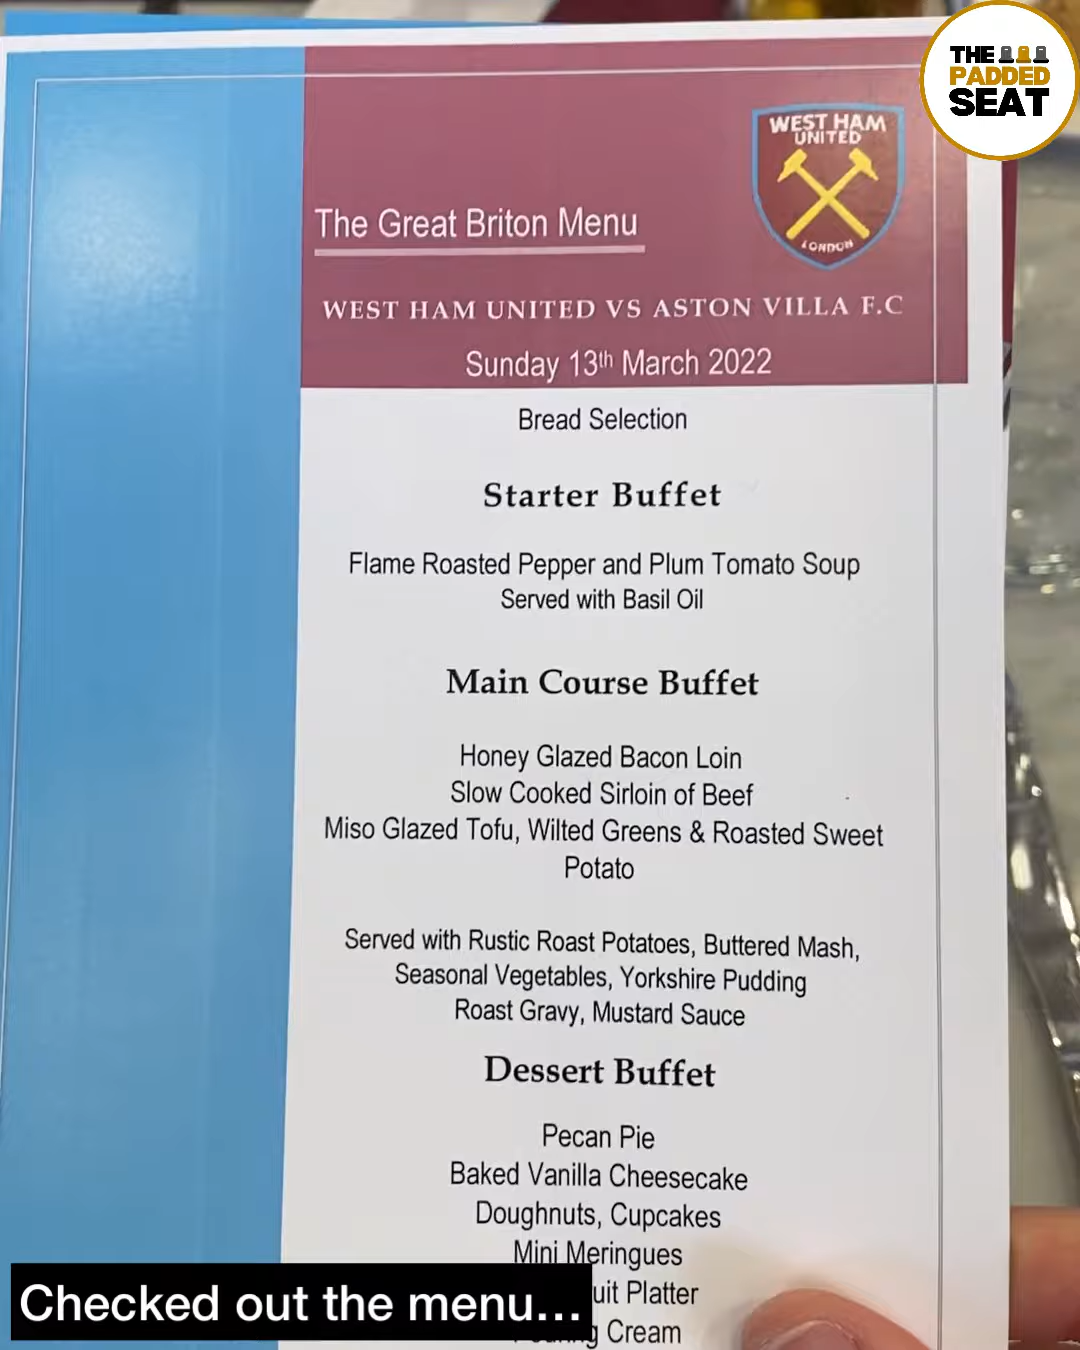 THE
PADDED
SEAT
WEST HAM
UNITED
LONDON
The Great Briton Menu
WEST HAM UNITED VS ASTON VILLA F.C
Sunday 13th March 2022
Bread Selection
Starter Buffet
Flame Roasted Pepper and Plum Tomato Soup
Served with Basil Oil
Main Course Buffet
Honey Glazed Bacon Loin
Slow Cooked Sirloin of Beef
Miso Glazed Tofu, Wilted Greens & Roasted Sweet
Potato
Served with Rustic Roast Potatoes, Buttered Mash,
Seasonal Vegetables, Yorkshire Pudding
Roast Gravy, Mustard Sauce
Dessert Buffet
Pecan Pie
Baked Vanilla Cheesecake
Doughnuts, Cupcakes
Mini Meringues
Platter
Cream
Checked out the menu...